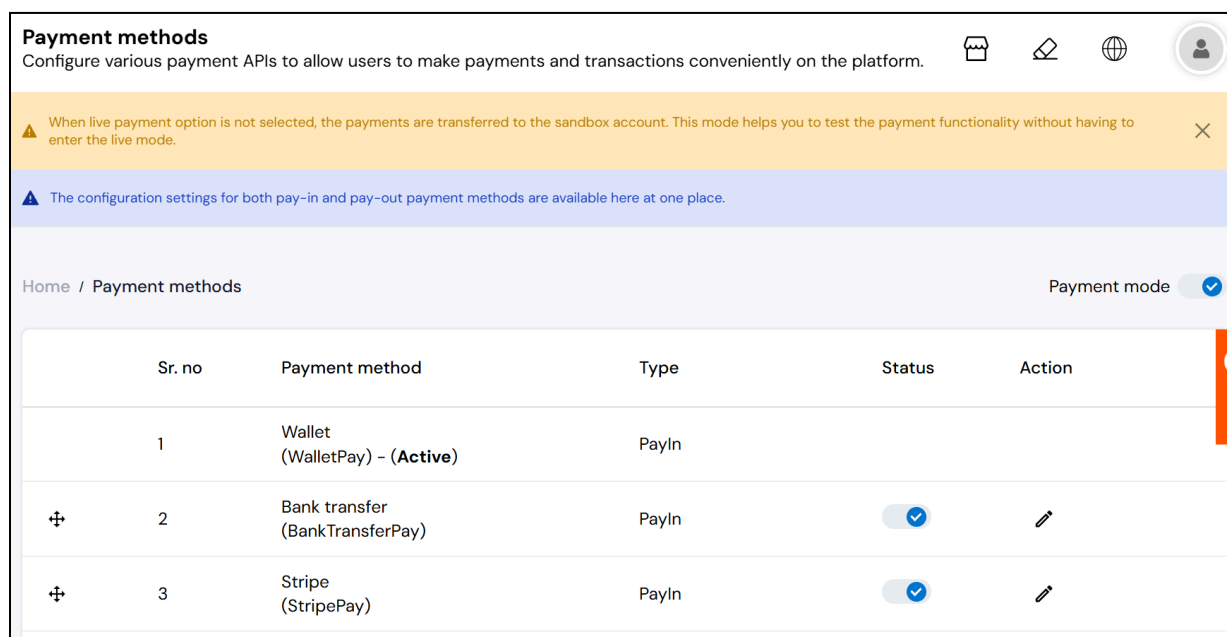 Payment methods
Configure various payment APIs to allow users to make payments and transactions conveniently on the platform.
When live payment option is not selected, the payments are transferred to the sandbox account. This mode helps you to test the payment functionality without having to
enter the live mode.
The configuration settings for both pay-in and pay-out payment methods are available here at one place.
Home / Payment methods
Payment mode
Sr. no Payment method Type Status Action
1 Wallet
(WalletPay) - (Active) PayIn
2 Bank transfer
(BankTransferPay) PayIn
3 Stripe
(StripePay) PayIn